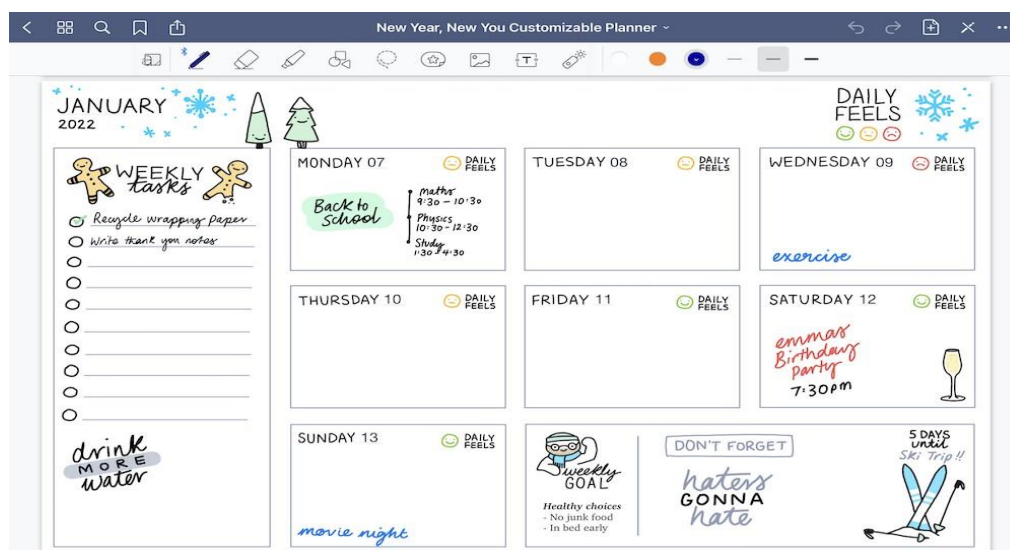 New Year, New You Customizable Planner
T
JANUARY
2022
DAILY
FEELS
WEEKLY
tasks
Recycle wrapping paper
Write thank you notes
drink
MORE
water
MONDAY 07
DAILY
FEELS
Back to
School
maths
9:30 - 10:30
Physics
10:30 - 12:30
Study
1:30 - 4:30
TUESDAY 08
DAILY
FEELS
WEDNESDAY 09
DAILY
FEELS
exercise
THURSDAY 10
DAILY
FEELS
FRIDAY 11
DAILY
FEELS
SATURDAY 12
DAILY
FEELS
emmas
Birthday
Party
7:30pm
SUNDAY 13
DAILY
FEELS
movie night
weekly
GOAL
Healthy choices
- No junk food
- In bed early
DON'T FORGET
haters
GONNA
hate
5 DAYS
until
Ski Trip!!